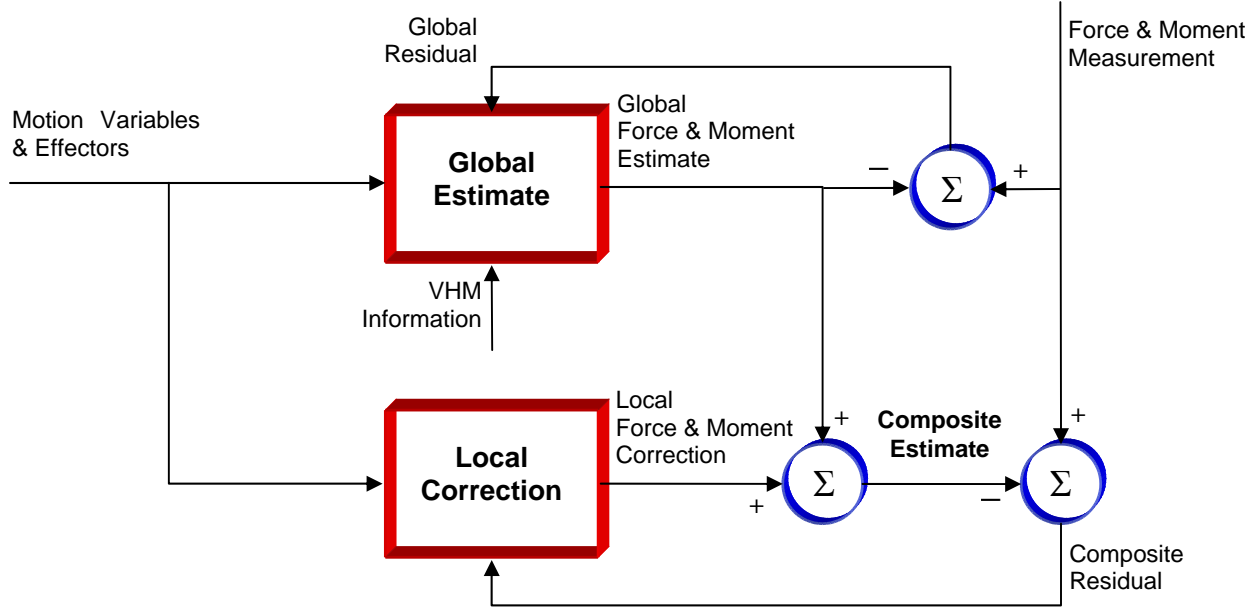 Global
Residual
Force & Moment
Measurement
Motion Variables
& Effectors
Global
Estimate
Global
Force & Moment
Estimate
−
Σ
+
VHM
Information
Local
Correction
Local
Force & Moment
Correction
+
+
Σ
Composite
Estimate
−
+
Σ
Composite
Residual